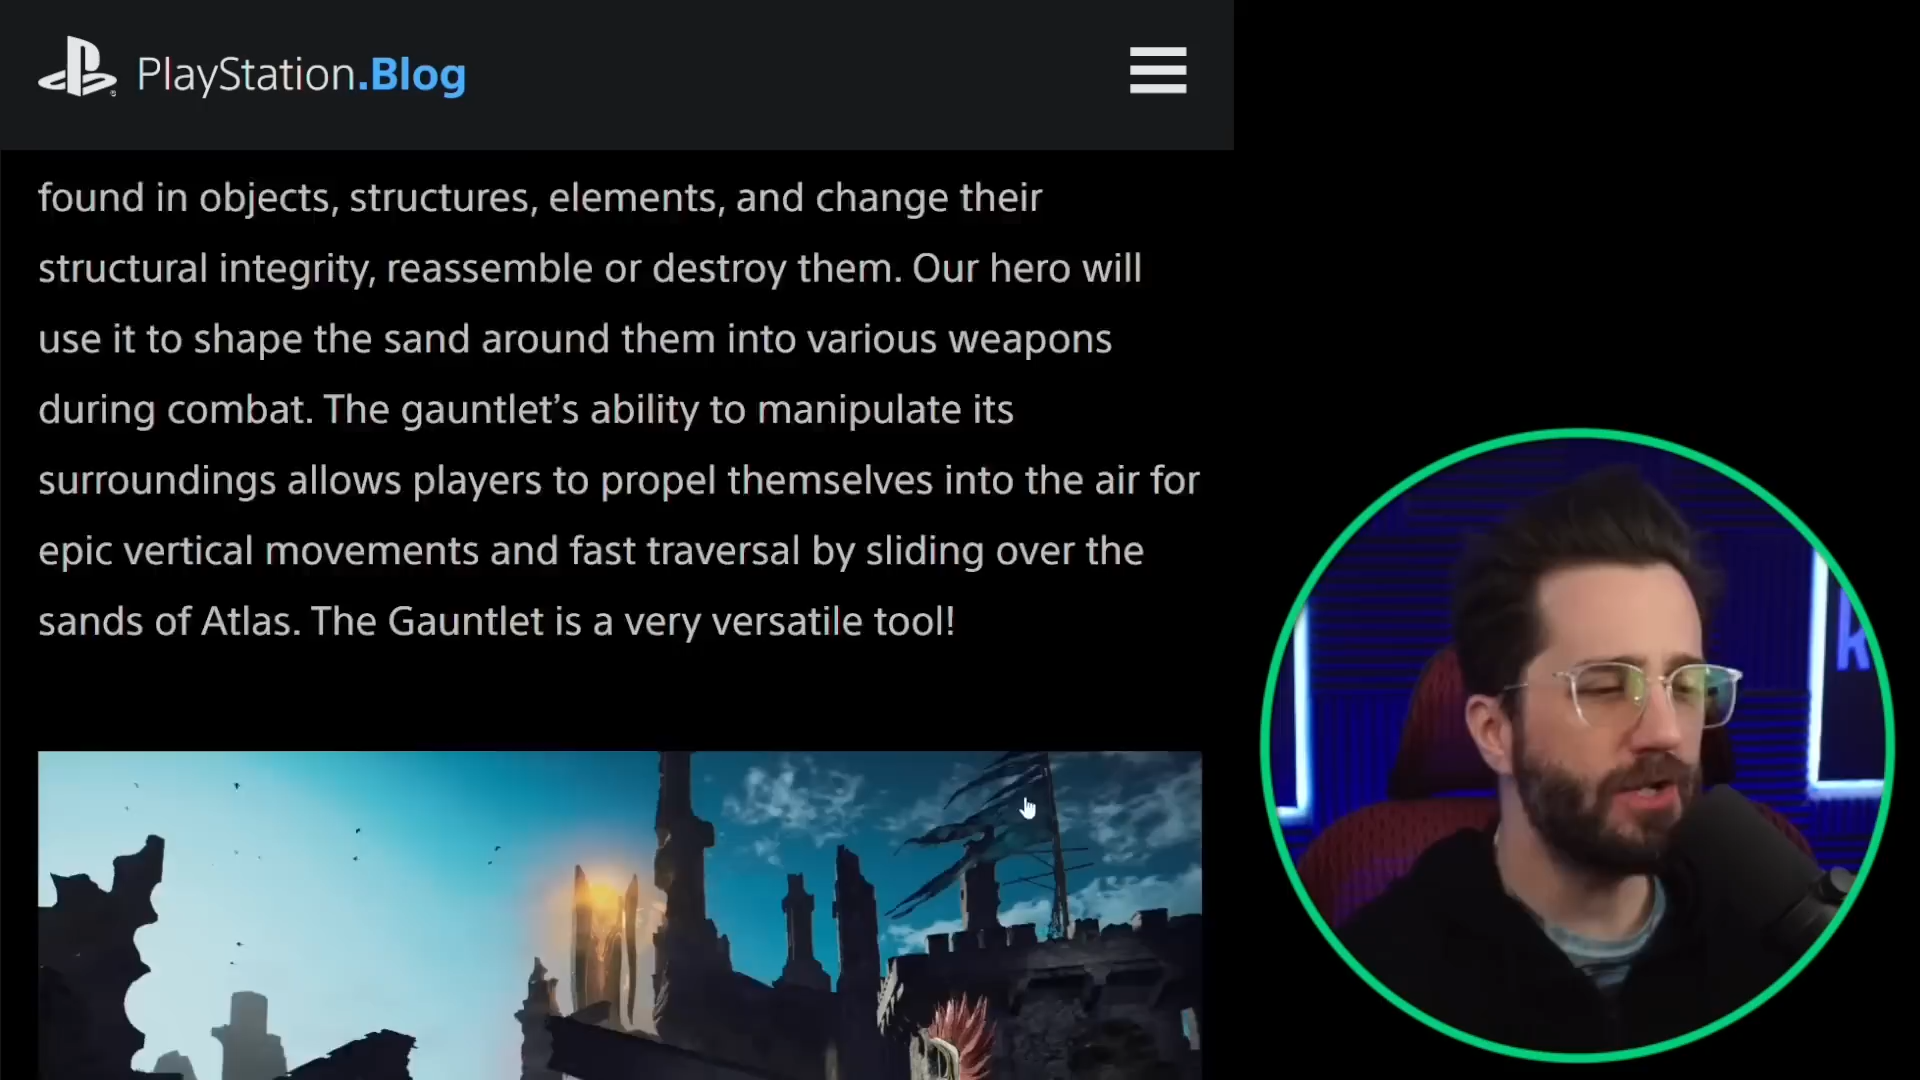 PlayStation.Blog
found in objects, structures, elements, and change their
structural integrity, reassemble or destroy them. Our hero will
use it to shape the sand around them into various weapons
during combat. The gauntlet’s ability to manipulate its
surroundings allows players to propel themselves into the air for
epic vertical movements and fast traversal by sliding over the
sands of Atlas. The Gauntlet is a very versatile tool!
k